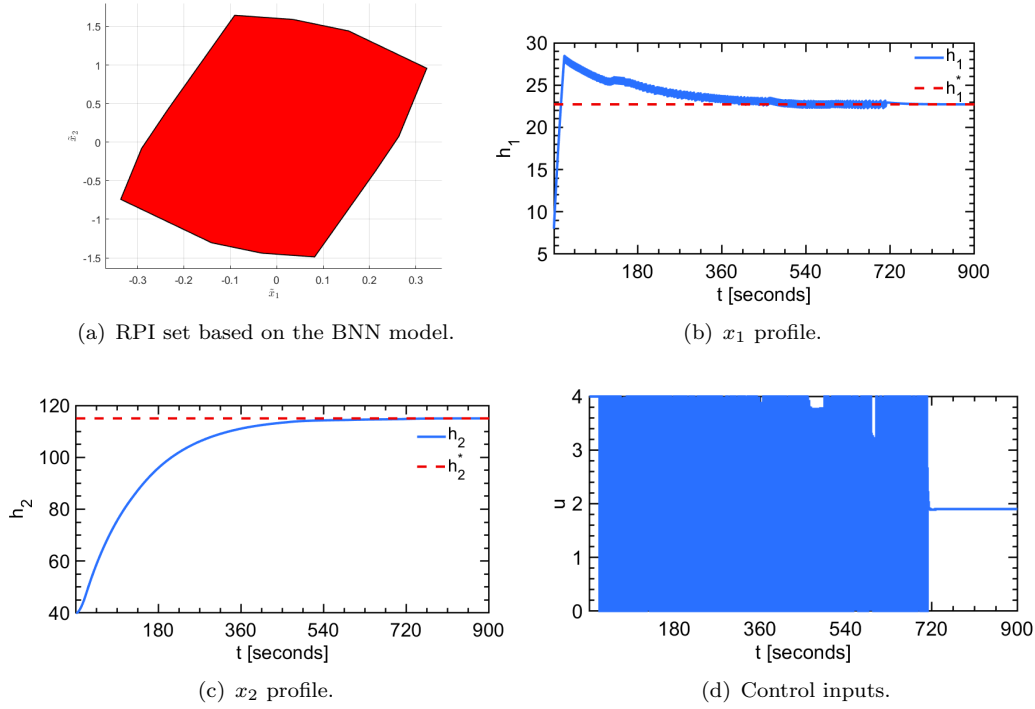 1.5
1
0.5
0
-0.5
-1
-1.5
x̃₂
-0.3 -0.2 -0.1 0 0.1 0.2 0.3
x̃₁
(a) RPI set based on the BNN model.
30
25
20
15
10
5
h₁
h₁
h₁*
180 360 540 720 900
t [seconds]
(b) x₁ profile.
120
100
80
60
40
h₂
h₂
h₂*
180 360 540 720 900
t [seconds]
(c) x₂ profile.
4
3
2
1
0
u
180 360 540 720 900
t [seconds]
(d) Control inputs.